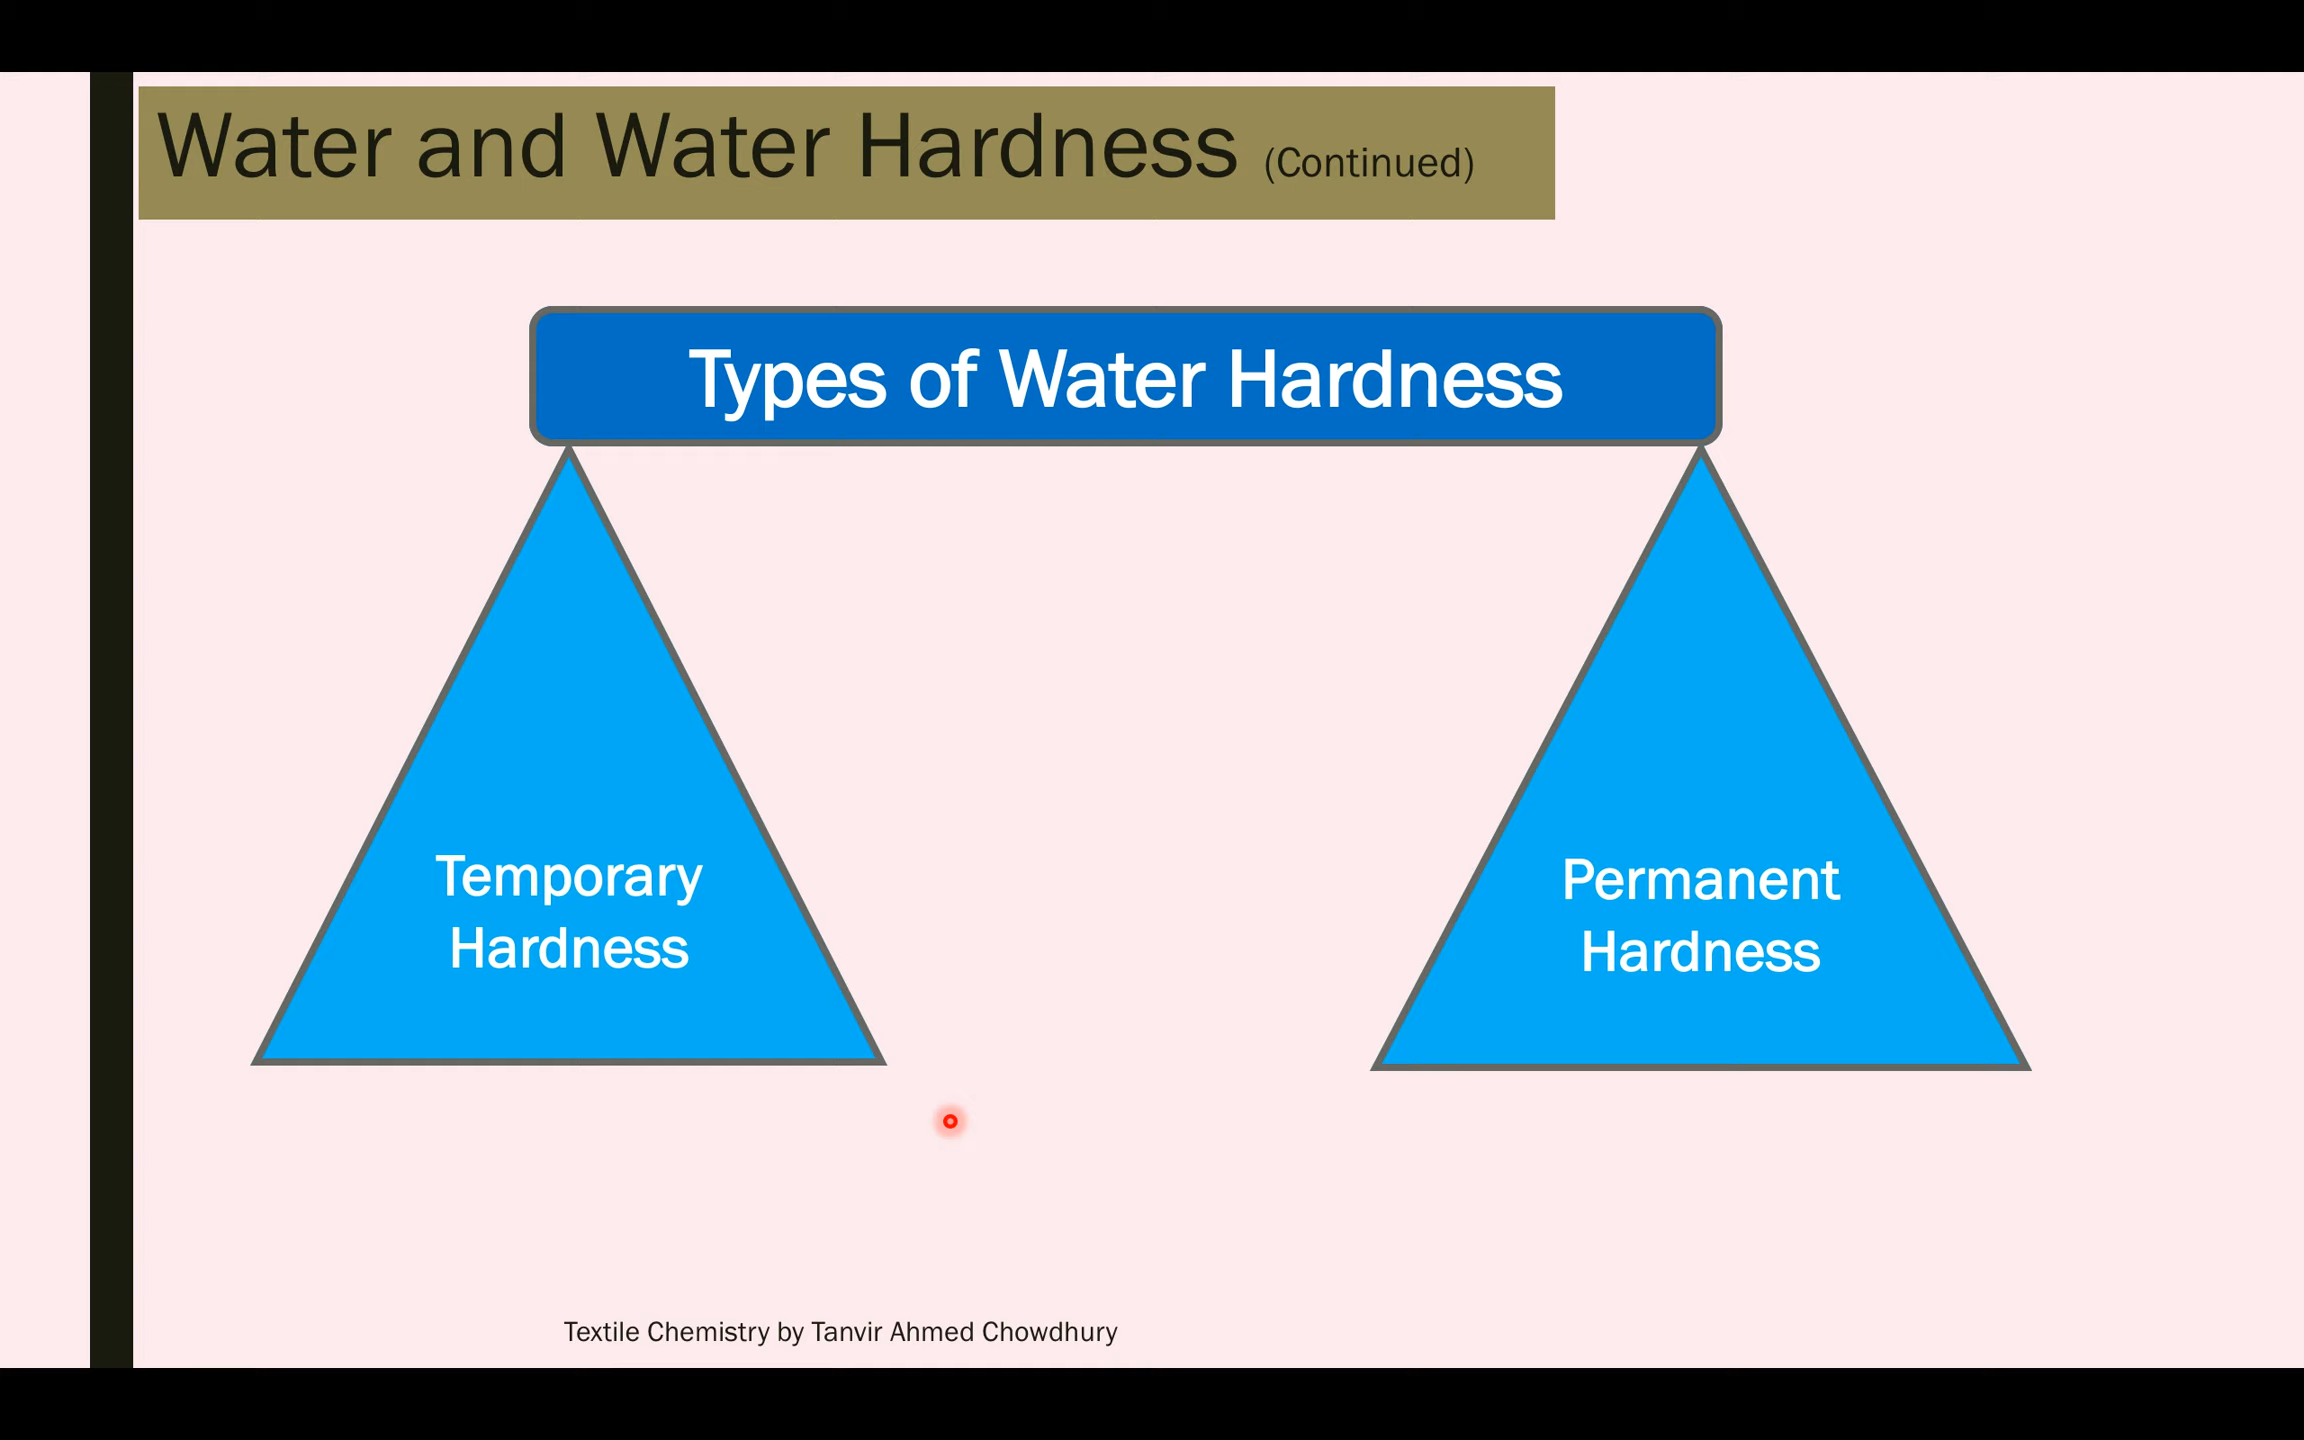 Water and Water Hardness (Continued)
Types of Water Hardness
Temporary
Hardness
Permanent
Hardness
Textile Chemistry by Tanvir Ahmed Chowdhury